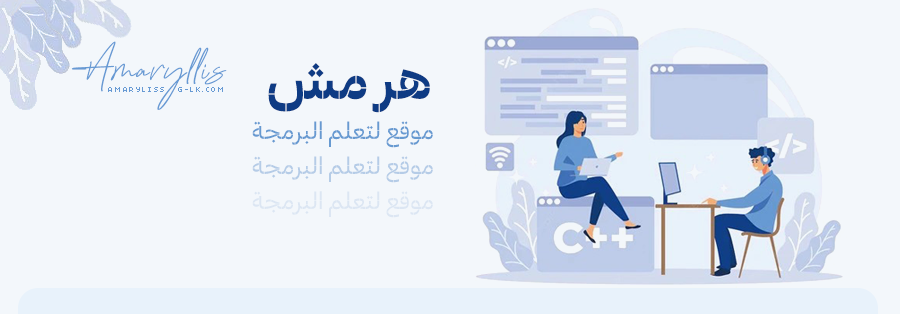 Amaryllis
AMARYLISS G-LK.COM
هرمش
موقع لتعلم البرمجة
موقع لتعلم البرمجة
موقع لتعلم البرمجة
</>
</>
C++